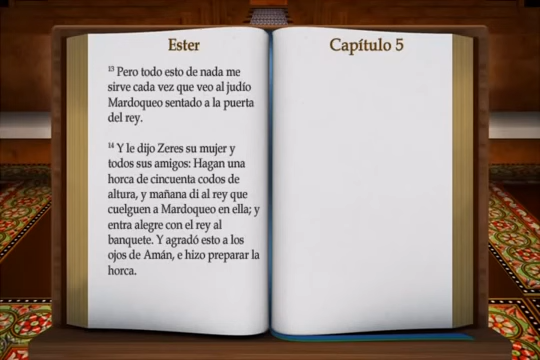 Ester
Capítulo 5
13 Pero todo esto de nada me
sirve cada vez que veo al judío
Mardoqueo sentado a la puerta
del rey.
14 Y le dijo Zeres su mujer y
todos sus amigos: Hagan una
horca de cincuenta codos de
altura, y mañana di al rey que
cuelguen a Mardoqueo en ella; y
entra alegre con el rey al
banquete. Y agradó esto a los
ojos de Amán, e hizo preparar la
horca.